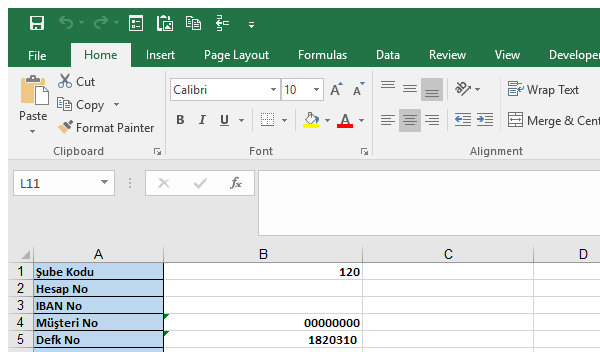 File Home Insert Page Layout Formulas Data Review View Developer
Paste
Cut
Copy
Format Painter
Clipboard
Calibri 10 A A
B I U A
Font
Wrap Text
Merge & Cent
Alignment
L11 fx
A B C D
1 Şube Kodu 120
2 Hesap No
3 IBAN No
4 Müşteri No 00000000
5 Defk No 1820310